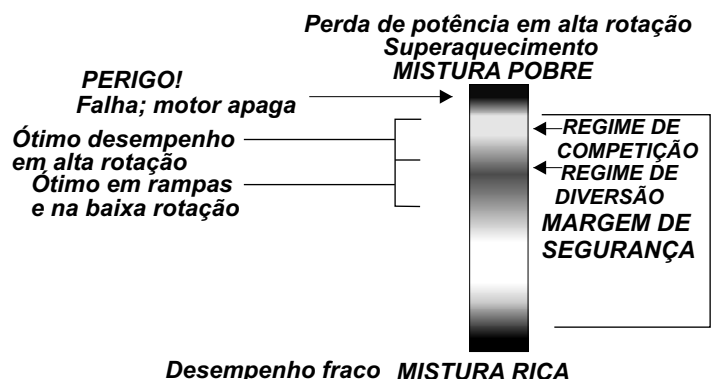 Perda de potência em alta rotação
Superaquecimento
MISTURA POBRE
PERIGO!
Falha; motor apaga
Ótimo desempenho
em alta rotação
Ótimo em rampas
e na baixa rotação
REGIME DE
COMPETIÇÃO
REGIME DE
DIVERSÃO
MARGEM DE
SEGURANÇA
Desempenho fraco MISTURA RICA